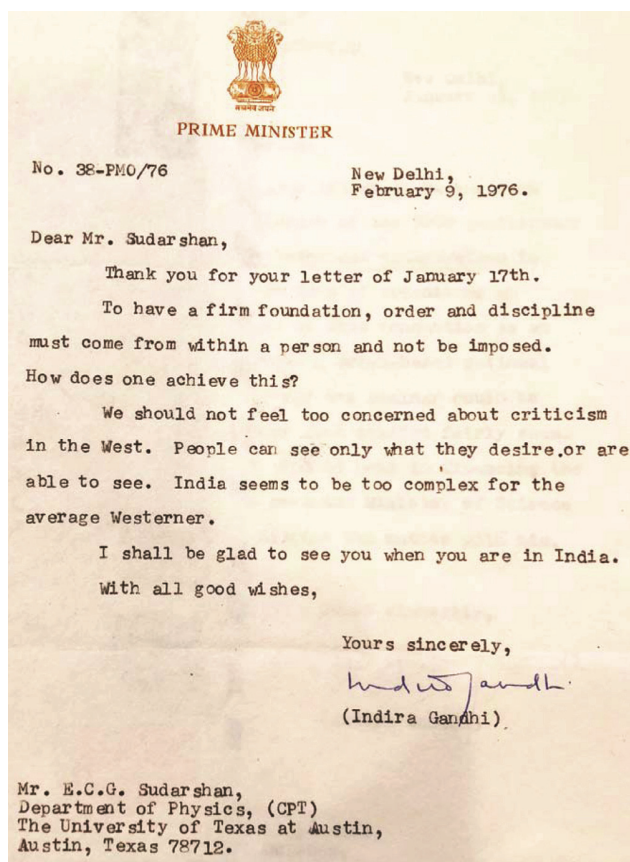 सत्यमेव जयते
PRIME MINISTER
No. 38-PMO/76
New Delhi,
February 9, 1976.
Dear Mr. Sudarshan,
Thank you for your letter of January 17th.
To have a firm foundation, order and discipline
must come from within a person and not be imposed.
How does one achieve this?
We should not feel too concerned about criticism
in the West. People can see only what they desire or are
able to see. India seems to be too complex for the
average Westerner.
I shall be glad to see you when you are in India.
With all good wishes,
Yours sincerely,
Indira Gandhi
(Indira Gandhi)
Mr. E.C.G. Sudarshan,
Department of Physics, (CPT)
The University of Texas at Austin,
Austin, Texas 78712.